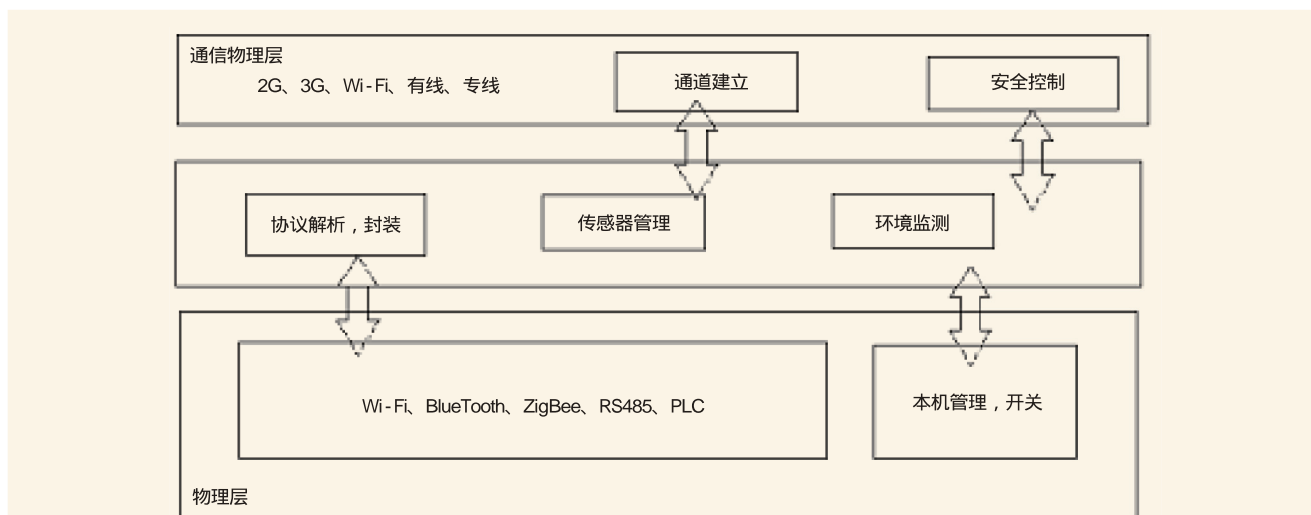 通信物理层
2G、3G、Wi-Fi、有线、专线
通道建立
安全控制
协议解析，封装
传感器管理
环境监测
Wi-Fi、BlueTooth、ZigBee、RS485、PLC
本机管理，开关
物理层